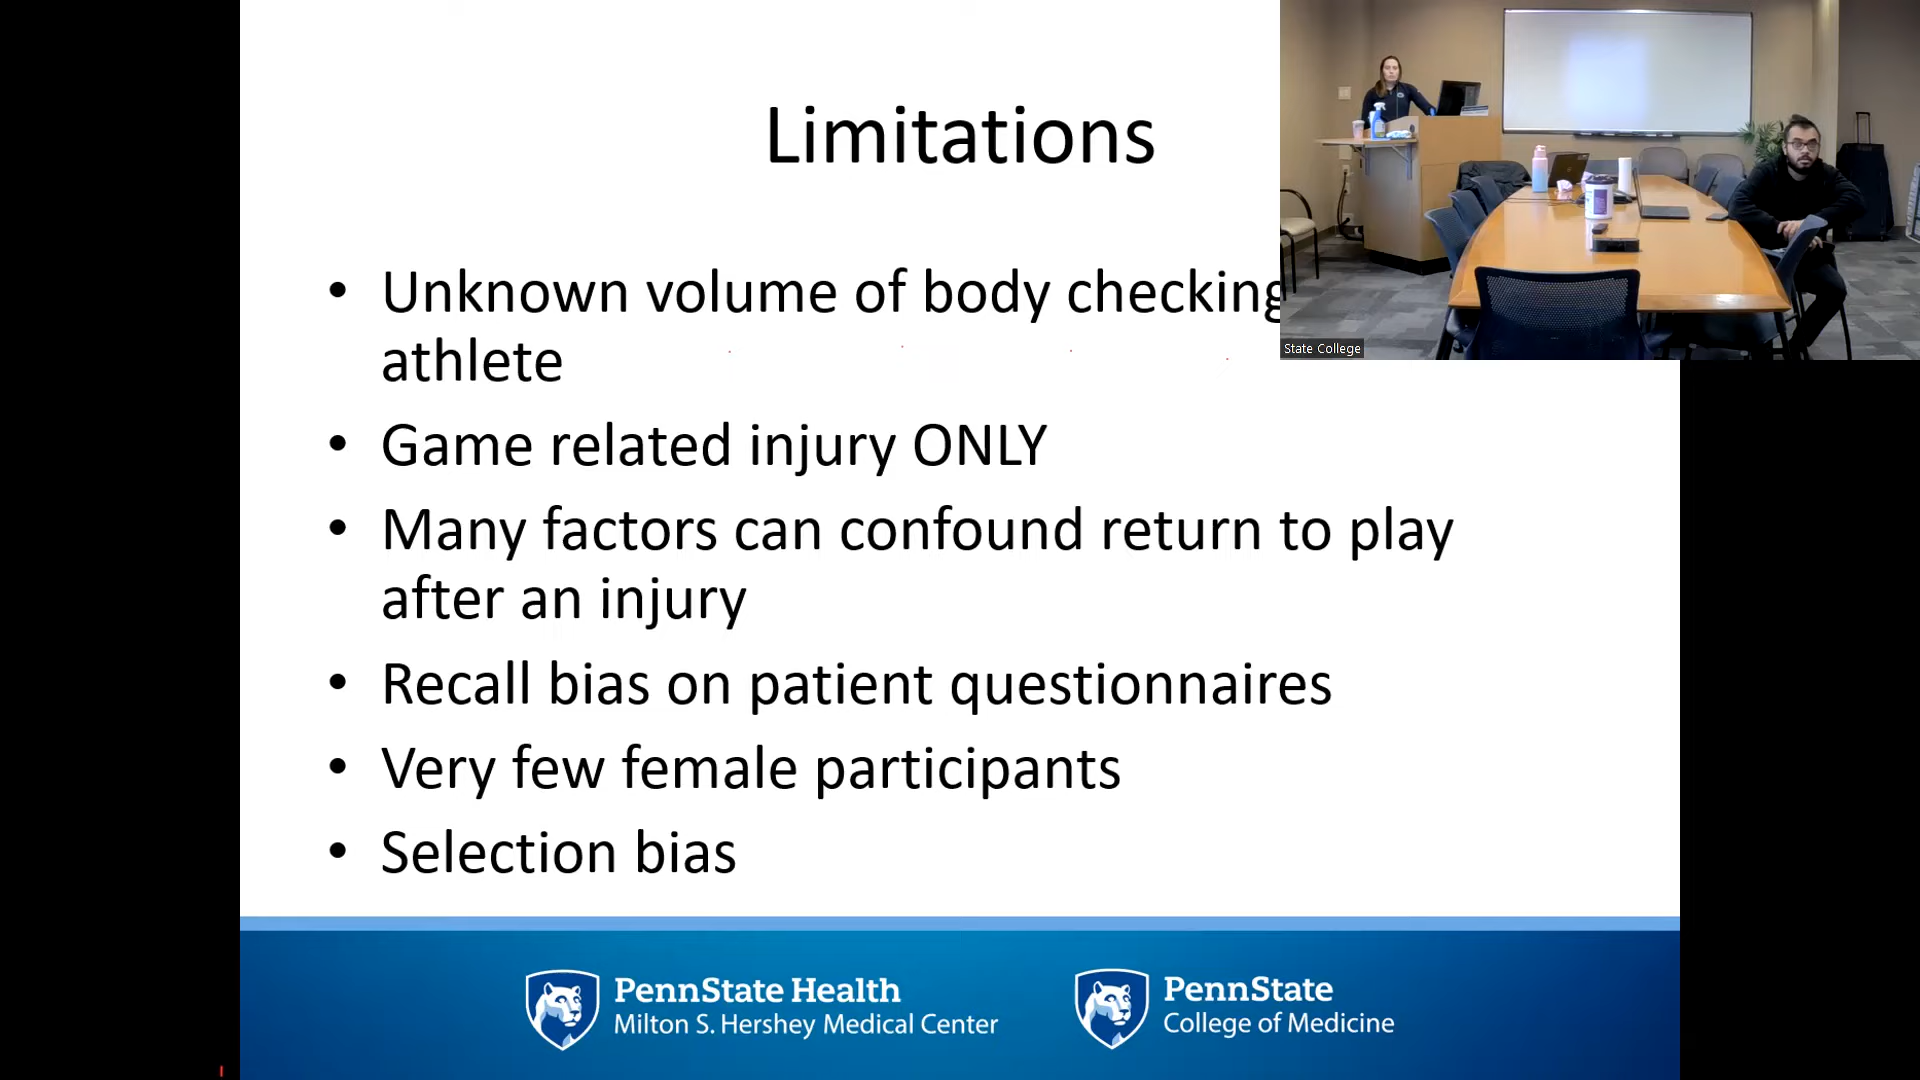 Limitations
• Unknown volume of body checking
athlete
• Game related injury ONLY
• Many factors can confound return to play
after an injury
• Recall bias on patient questionnaires
• Very few female participants
• Selection bias
State College
PennState Health
Milton S. Hershey Medical Center
PennState
College of Medicine